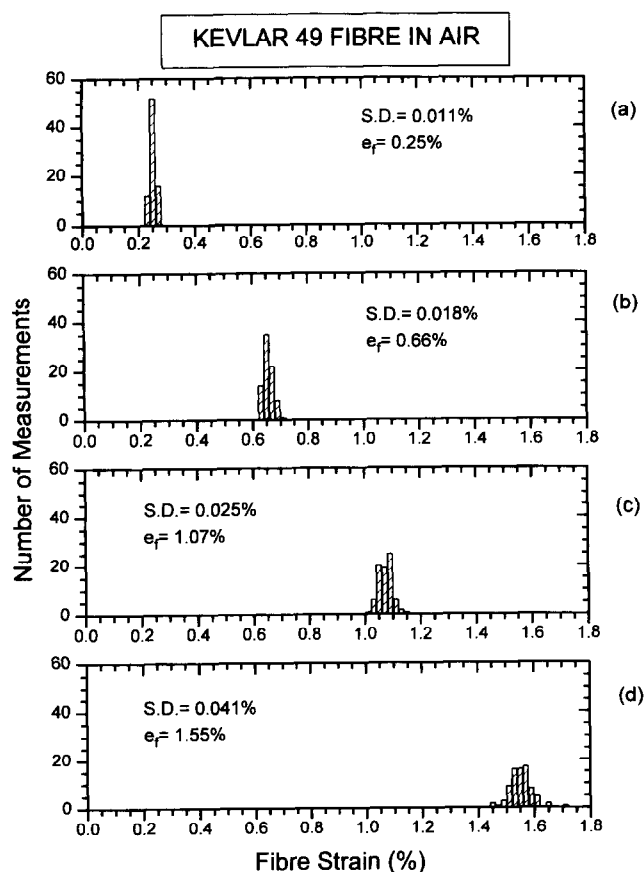 KEVLAR 49 FIBRE IN AIR
60
40
20
0
S.D.= 0.011%
e_f= 0.25%
(a)
0.0 0.2 0.4 0.6 0.8 1.0 1.2 1.4 1.6 1.8
60
40
20
0
S.D.= 0.018%
e_f= 0.66%
(b)
0.0 0.2 0.4 0.6 0.8 1.0 1.2 1.4 1.6 1.8
Number of Measurements
60
40
20
0
S.D.= 0.025%
e_f= 1.07%
(c)
0.0 0.2 0.4 0.6 0.8 1.0 1.2 1.4 1.6 1.8
60
40
20
0
S.D.= 0.041%
e_f= 1.55%
(d)
0.0 0.2 0.4 0.6 0.8 1.0 1.2 1.4 1.6 1.8
Fibre Strain (%)